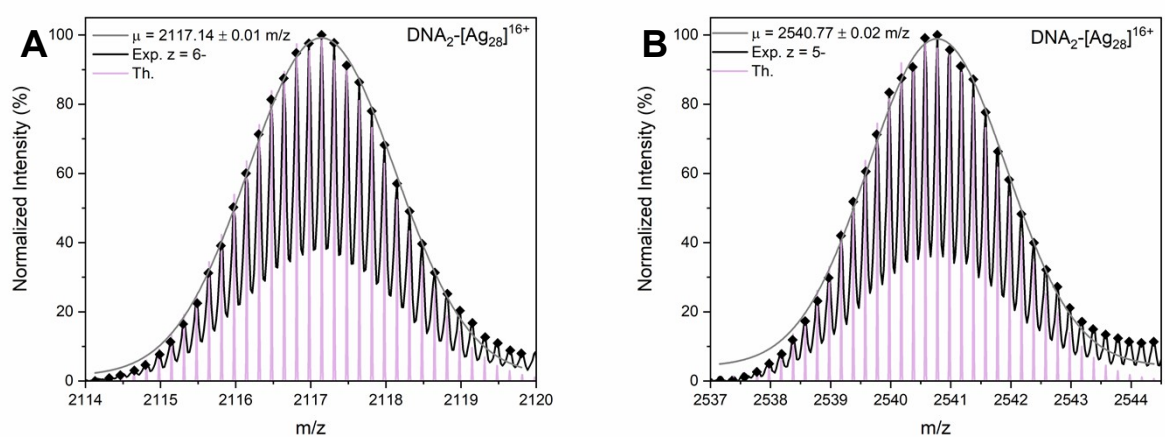 A
μ = 2117.14 ± 0.01 m/z
Exp. z = 6-
Th.
DNA₂-[Ag₂₈]¹⁶⁺
Normalized Intensity (%)
100
80
60
40
20
0
2114 2115 2116 2117 2118 2119 2120
m/z
B
μ = 2540.77 ± 0.02 m/z
Exp. z = 5-
Th.
DNA₂-[Ag₂₈]¹⁶⁺
Normalized Intensity (%)
100
80
60
40
20
0
2537 2538 2539 2540 2541 2542 2543 2544
m/z